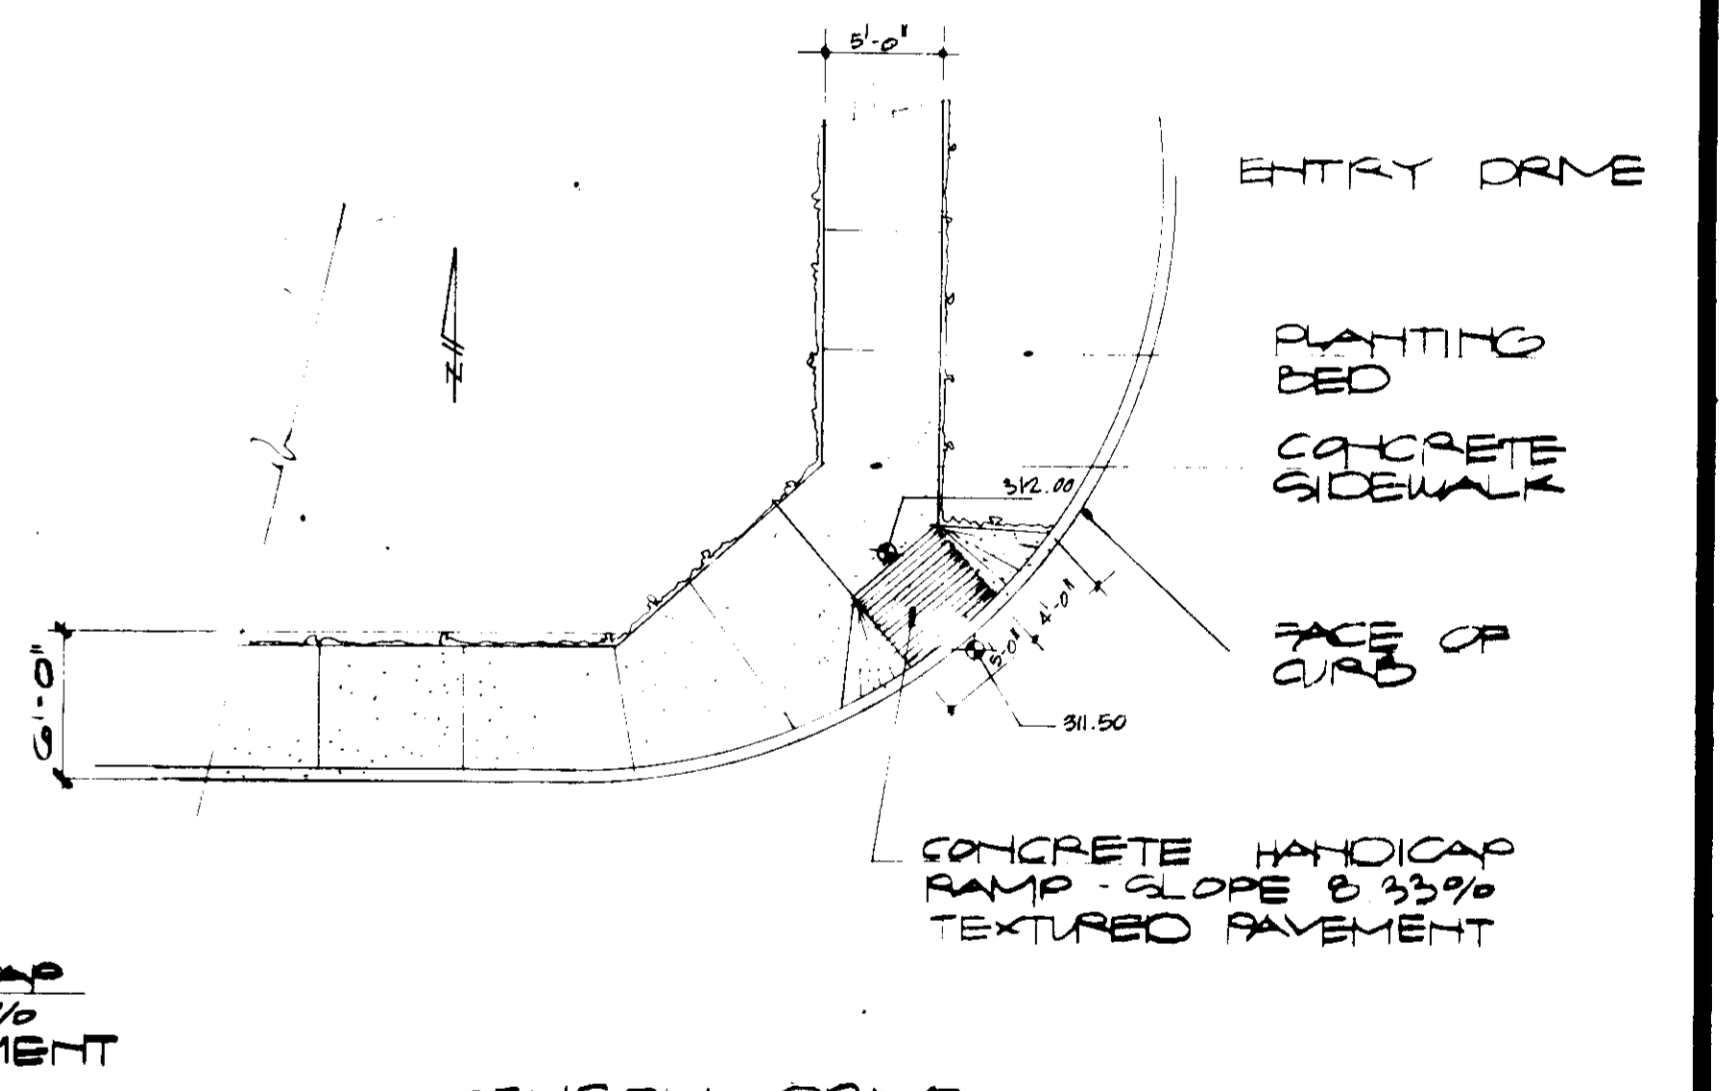 5'-0"
ENTRY DRIVE
N
PLANTING
BED
CONCRETE
SIDEWALK
312.00
4'-0"
5'-0"
FACE OF
CURB
6'-0"
311.50
CONCRETE HANDICAP
RAMP - SLOPE 8.33%
TEXTURED PAVEMENT
AP
%
MENT